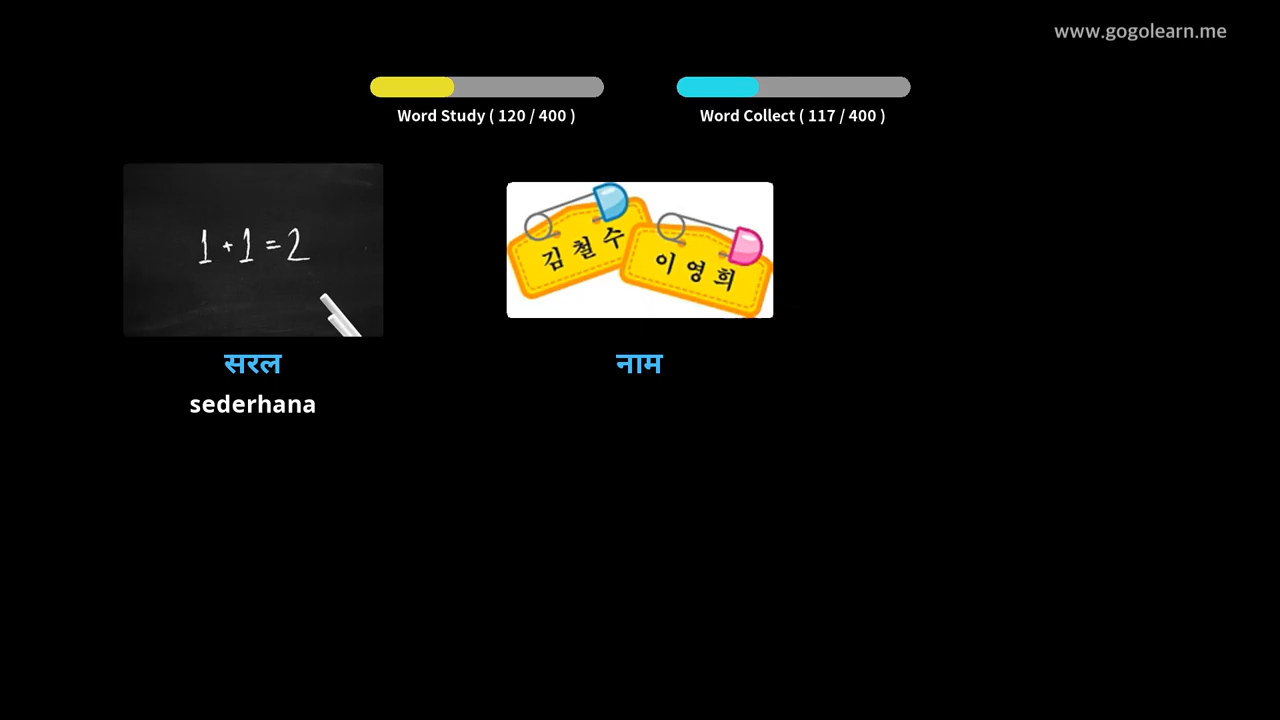 www.gogolearn.me
Word Study ( 120 / 400 )
Word Collect ( 117 / 400 )
1 + 1 = 2
김철수
이영희
सरल
नाम
sederhana